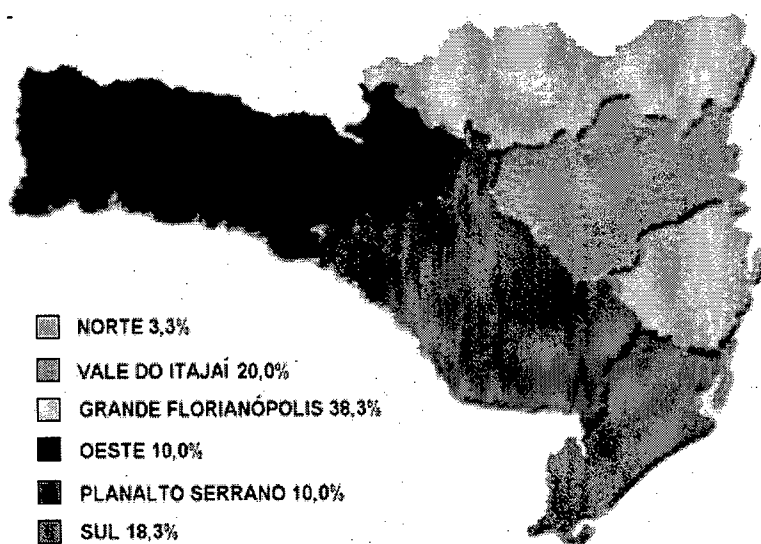 NORTE 3,3%
VALE DO ITAJAÍ 20,0%
GRANDE FLORIANÓPOLIS 38,3%
OESTE 10,0%
PLANALTO SERRANO 10,0%
SUL 18,3%